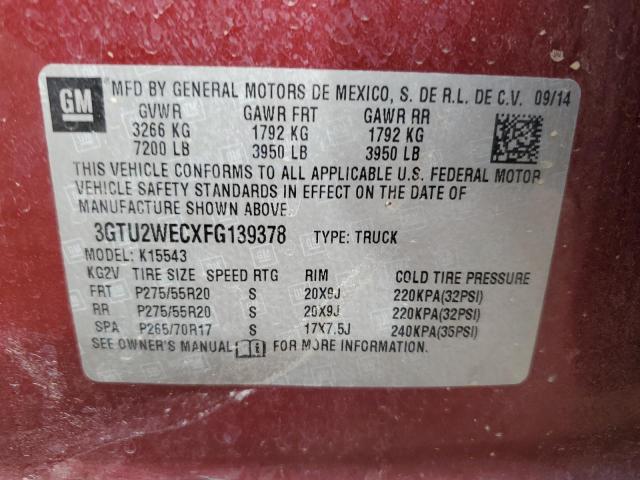 GM
MFD BY GENERAL MOTORS DE MEXICO, S. DE R.L. DE C.V. 09/14
GVWR GAWR FRT GAWR RR
3266 KG 1792 KG 1792 KG
7200 LB 3950 LB 3950 LB
THIS VEHICLE CONFORMS TO ALL APPLICABLE U.S. FEDERAL MOTOR
VEHICLE SAFETY STANDARDS IN EFFECT ON THE DATE OF
MANUFACTURE SHOWN ABOVE.
3GTU2WECXFG139378 TYPE: TRUCK
MODEL: K15543
KG2V TIRE SIZE SPEED RTG RIM COLD TIRE PRESSURE
FRT P275/55R20 S 20X9J 220KPA(32PSI)
RR P275/55R20 S 20X9J 220KPA(32PSI)
SPA P265/70R17 S 17X7.5J 240KPA(35PSI)
SEE OWNER'S MANUAL FOR MORE INFORMATION.